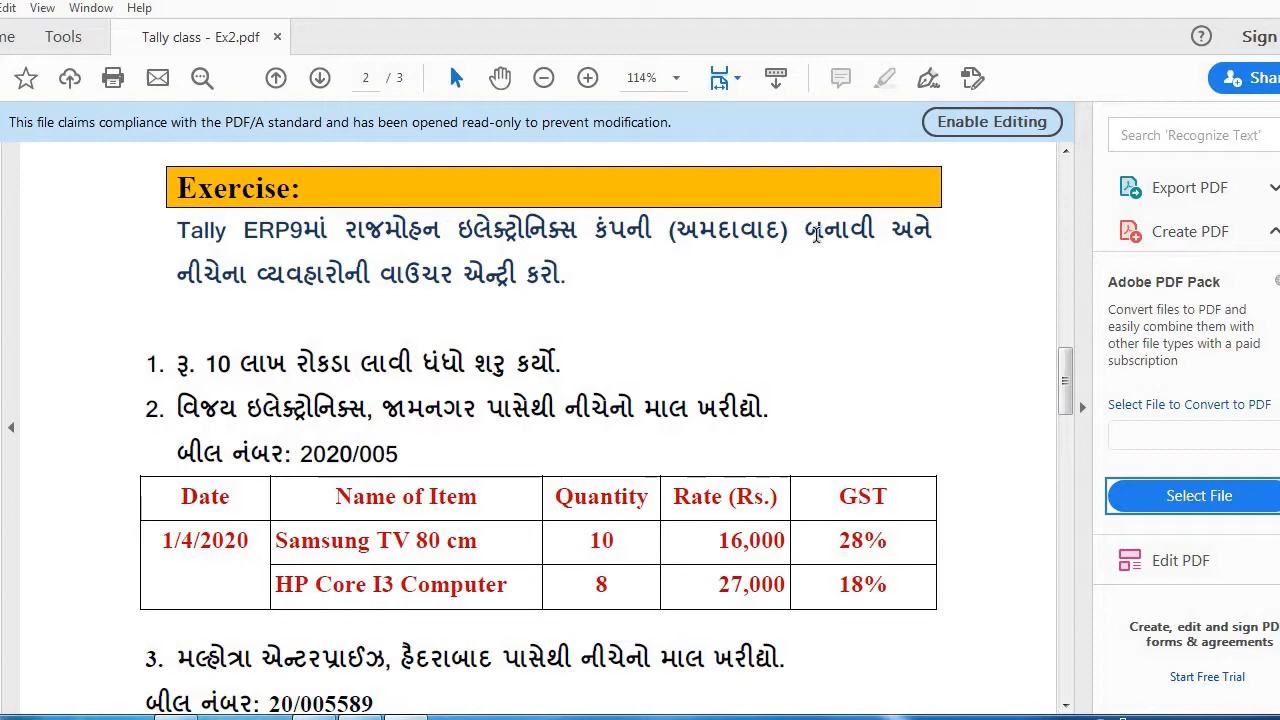 Edit View Window Help
me Tools Tally class - Ex2.pdf × Sign
2 / 3 114% Shar
This file claims compliance with the PDF/A standard and has been opened read-only to prevent modification. Enable Editing
Search 'Recognize Text'
Export PDF
Create PDF
Adobe PDF Pack
Convert files to PDF and
easily combine them with
other file types with a paid
subscription
Select File to Convert to PDF
Select File
Edit PDF
Create, edit and sign PD
forms & agreements
Start Free Trial
Exercise:
Tally ERP9માં રાજમોહન ઇલેક્ટ્રોનિક્સ કંપની (અમદાવાદ) બનાવી અને
નીચેના વ્યવહારોની વાઉચર એન્ટ્રી કરો.
1. રૂ. 10 લાખ રોકડા લાવી ધંધો શરુ કર્યો.
2. વિજય ઇલેક્ટ્રોનિક્સ, જામનગર પાસેથી નીચેનો માલ ખરીદ્યો.
બીલ નંબર: 2020/005
Date Name of Item Quantity Rate (Rs.) GST
1/4/2020 Samsung TV 80 cm 10 16,000 28%
HP Core I3 Computer 8 27,000 18%
3. મલ્હોત્રા એન્ટરપ્રાઈઝ, હૈદરાબાદ પાસેથી નીચેનો માલ ખરીદ્યો.
બીલ નંબર: 20/005589